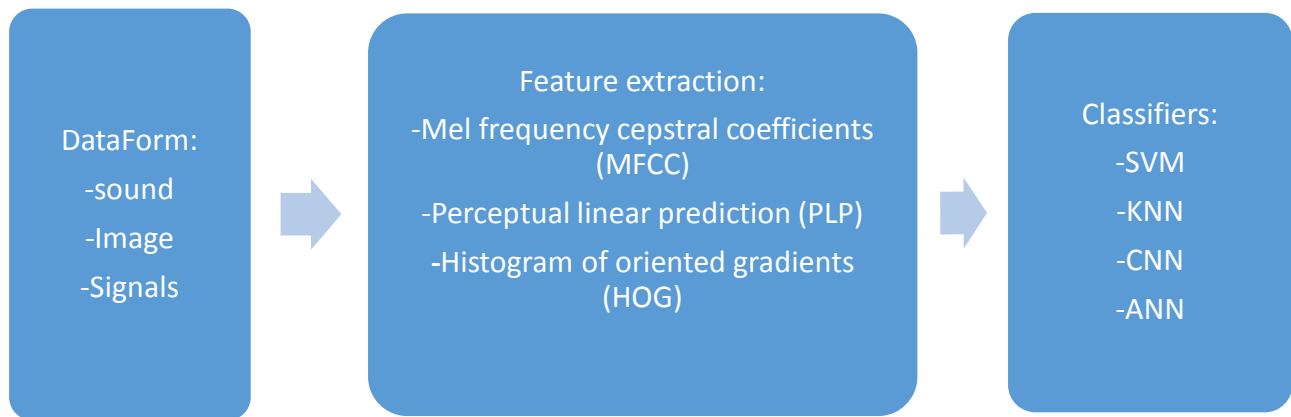 DataForm:
-sound
-Image
-Signals
Feature extraction:
-Mel frequency cepstral coefficients
(MFCC)
-Perceptual linear prediction (PLP)
-Histogram of oriented gradients
(HOG)
Classifiers:
-SVM
-KNN
-CNN
-ANN